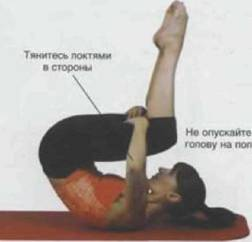 Тянитесь локтями
в стороны
Не опускайте
голову на пол